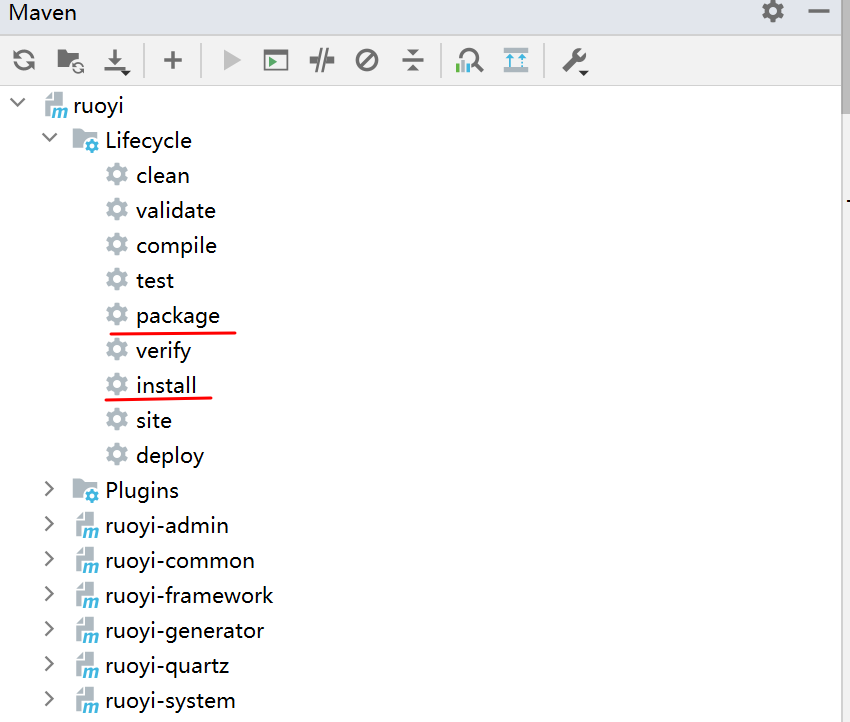 Maven
ruoyi
Lifecycle
clean
validate
compile
test
package
verify
install
site
deploy
Plugins
ruoyi-admin
ruoyi-common
ruoyi-framework
ruoyi-generator
ruoyi-quartz
ruoyi-system